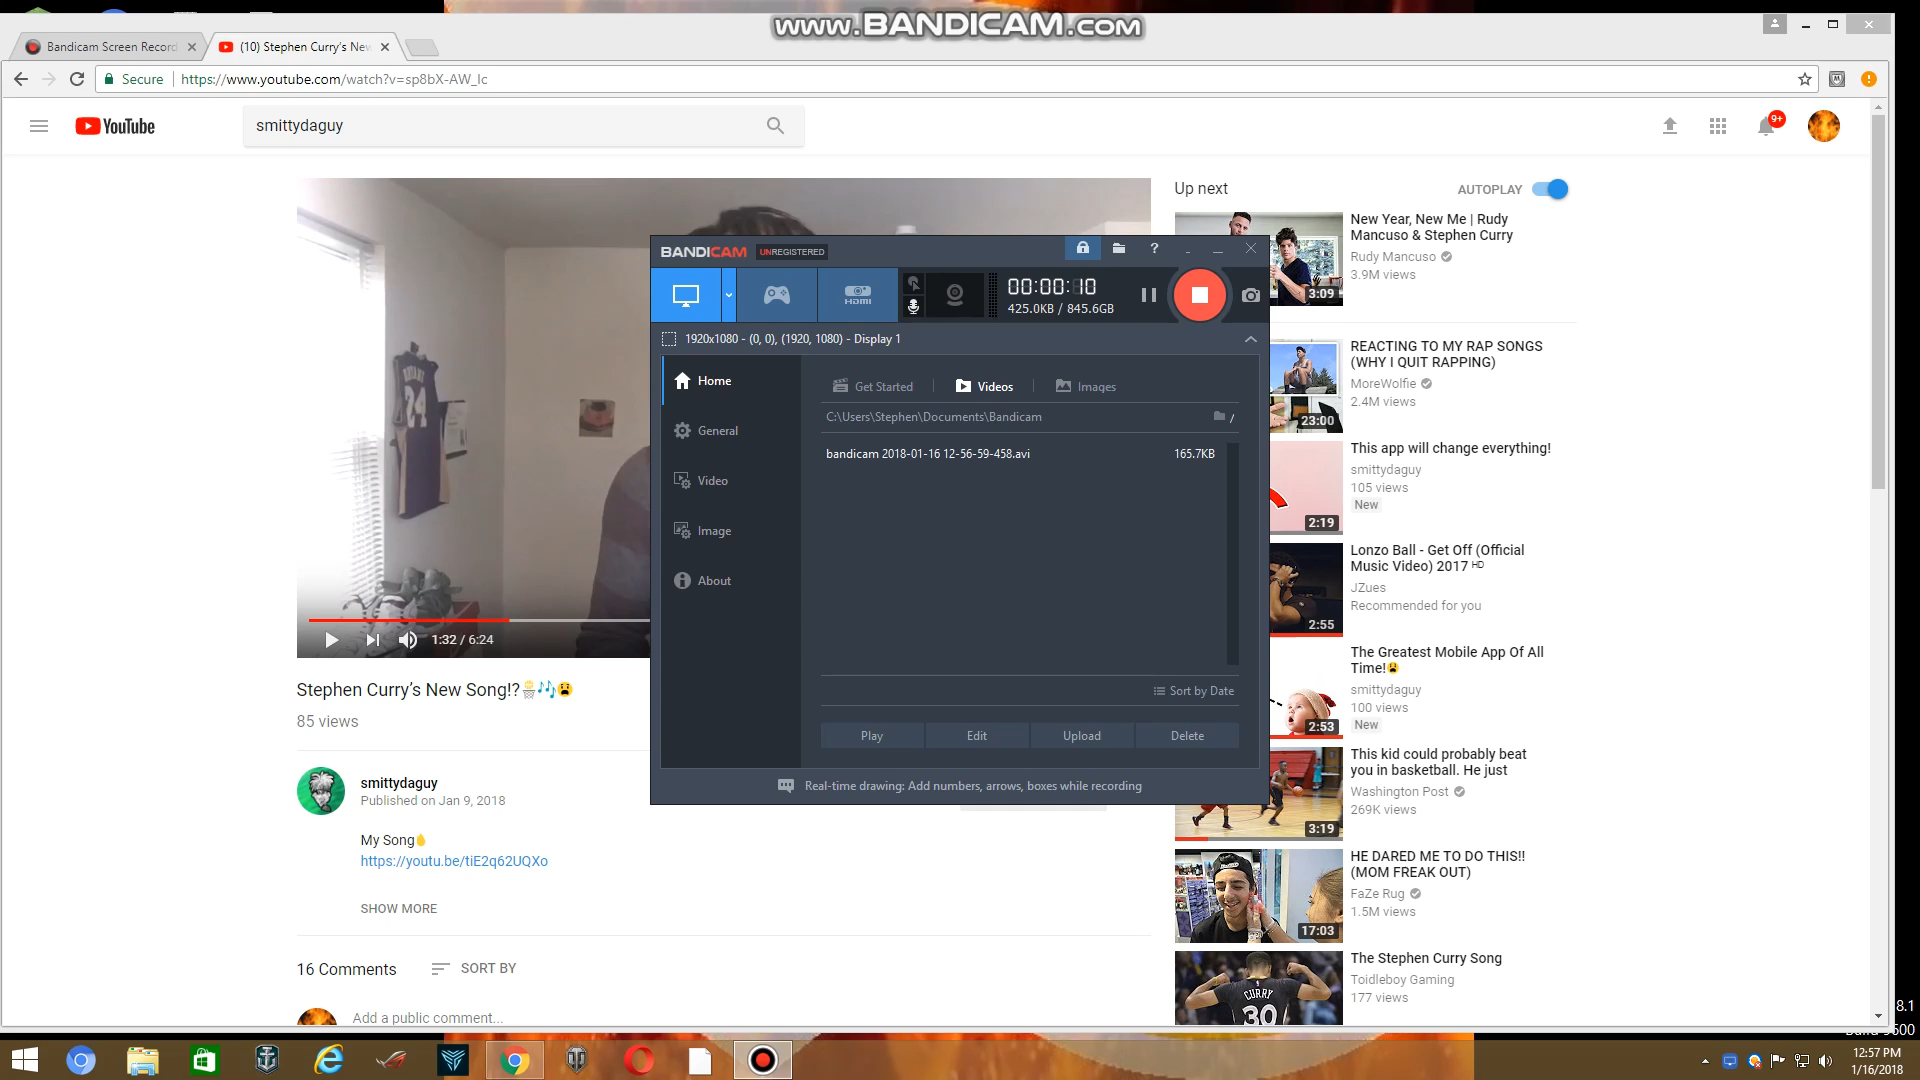 www.BANDICAM.com
Bandicam Screen Record
(10) Stephen Curry's New
Secure
https://www.youtube.com/watch?v=sp8bX-AW_Ic
YouTube
smittydaguy
9+
Up next
AUTOPLAY
New Year, New Me | Rudy
Mancuso & Stephen Curry
Rudy Mancuso
3.9M views
3:09
REACTING TO MY RAP SONGS
(WHY I QUIT RAPPING)
MoreWolfie
2.4M views
23:00
This app will change everything!
smittydaguy
105 views
New
2:19
Lonzo Ball - Get Off (Official
Music Video) 2017 HD
JZues
Recommended for you
2:55
The Greatest Mobile App Of All
Time!😫
smittydaguy
100 views
New
2:53
This kid could probably beat
you in basketball. He just
Washington Post
269K views
3:19
HE DARED ME TO DO THIS!!
(MOM FREAK OUT)
FaZe Rug
1.5M views
17:03
The Stephen Curry Song
Toidleboy Gaming
177 views
CURRY
30
BANDICAM UNREGISTERED
?
HDMI
00:00:10
425.0KB / 845.6GB
1920x1080 - (0, 0), (1920, 1080) - Display 1
Home
General
Video
Image
About
Get Started
Videos
Images
C:\Users\Stephen\Documents\Bandicam
bandicam 2018-01-16 12-56-59-458.avi
165.7KB
Sort by Date
Play
Edit
Upload
Delete
Real-time drawing: Add numbers, arrows, boxes while recording
BRYANT
24
1:32 / 6:24
Stephen Curry's New Song!?🏀🎶😫
85 views
smittydaguy
Published on Jan 9, 2018
My Song👌
https://youtu.be/tiE2q62UQXo
SHOW MORE
16 Comments
SORT BY
Add a public comment...
8.1
12:57 PM
1/16/2018